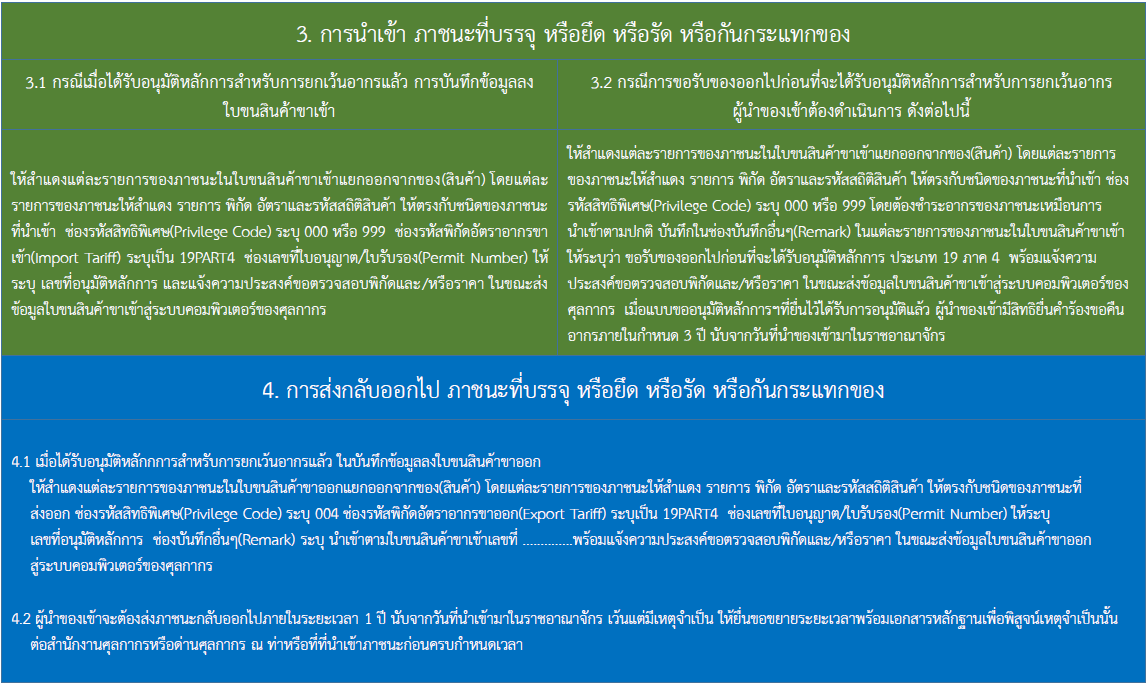 3. การนำเข้า ภาชนะที่บรรจุ หรือยึด หรือรัด หรือกันกระแทกของ
3.1 กรณีเมื่อได้รับอนุมัติหลักการสำหรับการยกเว้นอากรแล้ว การบันทึกข้อมูลลง
ใบขนสินค้าขาเข้า
ให้สำแดงแต่ละรายการของภาชนะในใบขนสินค้าขาเข้าแยกออกจากของ(สินค้า) โดยแต่ละ
รายการของภาชนะให้สำแดง รายการ พิกัด อัตราและรหัสสถิติสินค้า ให้ตรงกับชนิดของภาชนะ
ที่นำเข้า ช่องรหัสสิทธิพิเศษ(Privilege Code) ระบุ 000 หรือ 999 ช่องรหัสพิกัดอัตราอากรขา
เข้า(Import Tariff) ระบุเป็น 19PART4 ช่องเลขที่ใบอนุญาต/ใบรับรอง(Permit Number) ให้
ระบุ เลขที่อนุมัติหลักการ และแจ้งความประสงค์ขอตรวจสอบพิกัดและ/หรือราคา ในขณะส่ง
ข้อมูลใบขนสินค้าขาเข้าสู่ระบบคอมพิวเตอร์ของศุลกากร
3.2 กรณีการขอรับของออกไปก่อนที่จะได้รับอนุมัติหลักการสำหรับการยกเว้นอากร
ผู้นำของเข้าต้องดำเนินการ ดังต่อไปนี้
ให้สำแดงแต่ละรายการของภาชนะในใบขนสินค้าขาเข้าแยกออกจากของ(สินค้า) โดยแต่ละรายการ
ของภาชนะให้สำแดง รายการ พิกัด อัตราและรหัสสถิติสินค้า ให้ตรงกับชนิดของภาชนะที่นำเข้า ช่อง
รหัสสิทธิพิเศษ(Privilege Code) ระบุ 000 หรือ 999 โดยต้องชำระอากรของภาชนะเหมือนการ
นำเข้าตามปกติ บันทึกในช่องบันทึกอื่นๆ(Remark) ในแต่ละรายการของภาชนะในใบขนสินค้าขาเข้า
ให้ระบุว่า ขอรับของออกไปก่อนที่จะได้รับอนุมัติหลักการ ประเภท 19 ภาค 4 พร้อมแจ้งความ
ประสงค์ขอตรวจสอบพิกัดและ/หรือราคา ในขณะส่งข้อมูลใบขนสินค้าขาเข้าสู่ระบบคอมพิวเตอร์ของ
ศุลกากร เมื่อแบบขออนุมัติหลักการฯที่ยื่นไว้ได้รับการอนุมัติแล้ว ผู้นำของเข้ามีสิทธิยื่นคำร้องขอคืน
อากรภายในกำหนด 3 ปี นับจากวันที่นำของเข้ามาในราชอาณาจักร
4. การส่งกลับออกไป ภาชนะที่บรรจุ หรือยึด หรือรัด หรือกันกระแทกของ
4.1 เมื่อได้รับอนุมัติหลักกการสำหรับการยกเว้นอากรแล้ว ในบันทึกข้อมูลลงใบขนสินค้าขาออก
ให้สำแดงแต่ละรายการของภาชนะในใบขนสินค้าขาออกแยกออกจากของ(สินค้า) โดยแต่ละรายการของภาชนะให้สำแดง รายการ พิกัด อัตราและรหัสสถิติสินค้า ให้ตรงกับชนิดของภาชนะที่
ส่งออก ช่องรหัสสิทธิพิเศษ(Privilege Code) ระบุ 004 ช่องรหัสพิกัดอัตราอากรขาออก(Export Tariff) ระบุเป็น 19PART4 ช่องเลขที่ใบอนุญาต/ใบรับรอง(Permit Number) ให้ระบุ
เลขที่อนุมัติหลักการ ช่องบันทึกอื่นๆ(Remark) ระบุ นำเข้าตามใบขนสินค้าขาเข้าเลขที่ .............พร้อมแจ้งความประสงค์ขอตรวจสอบพิกัดและ/หรือราคา ในขณะส่งข้อมูลใบขนสินค้าขาออก
สู่ระบบคอมพิวเตอร์ของศุลกากร
4.2 ผู้นำของเข้าจะต้องส่งภาชนะกลับออกไปภายในระยะเวลา 1 ปี นับจากวันที่นำเข้ามาในราชอาณาจักร เว้นแต่มีเหตุจำเป็น ให้ยื่นขอขยายระยะเวลาพร้อมเอกสารหลักฐานเพื่อพิสูจน์เหตุจำเป็นนั้น
ต่อสำนักงานศุลกากรหรือด่านศุลกากร ณ ท่าหรือที่ที่นำเข้าภาชนะก่อนครบกำหนดเวลา